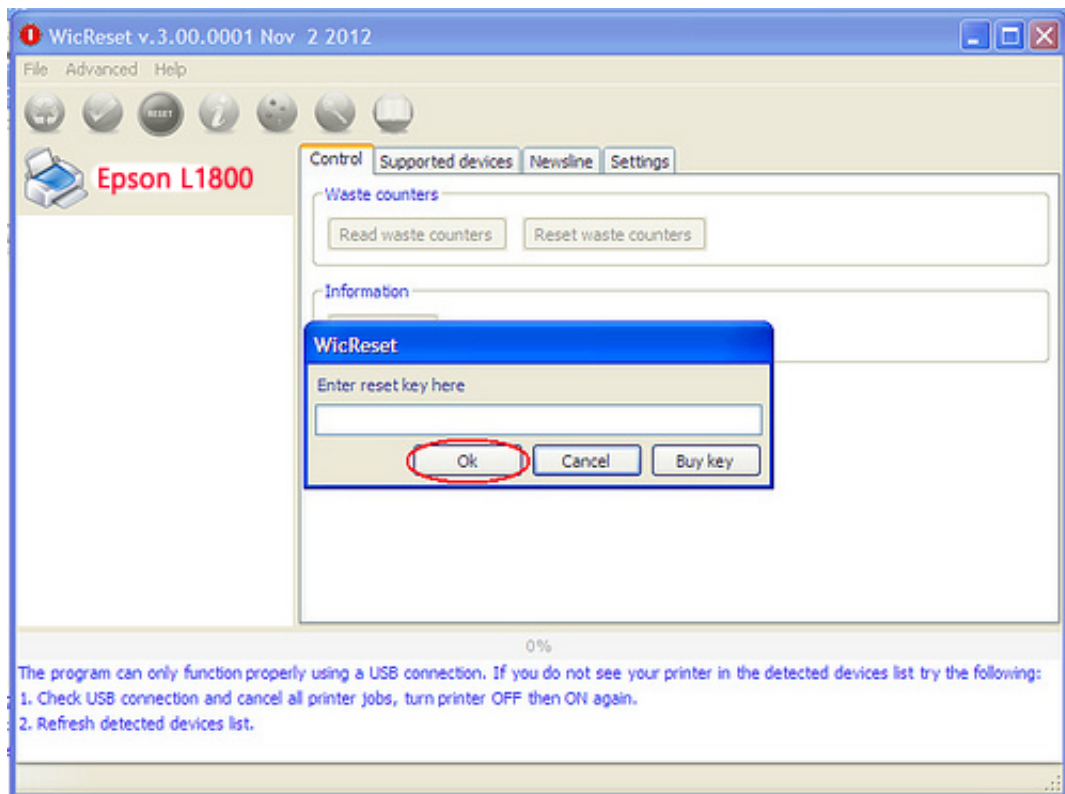 WicReset v.3.00.0001 Nov 2 2012
File Advanced Help
RESET
Epson L1800
Control Supported devices Newsline Settings
Waste counters
Read waste counters Reset waste counters
Information
WicReset
Enter reset key here
Ok Cancel Buy key
0%
The program can only function properly using a USB connection. If you do not see your printer in the detected devices list try the following:
1. Check USB connection and cancel all printer jobs, turn printer OFF then ON again.
2. Refresh detected devices list.